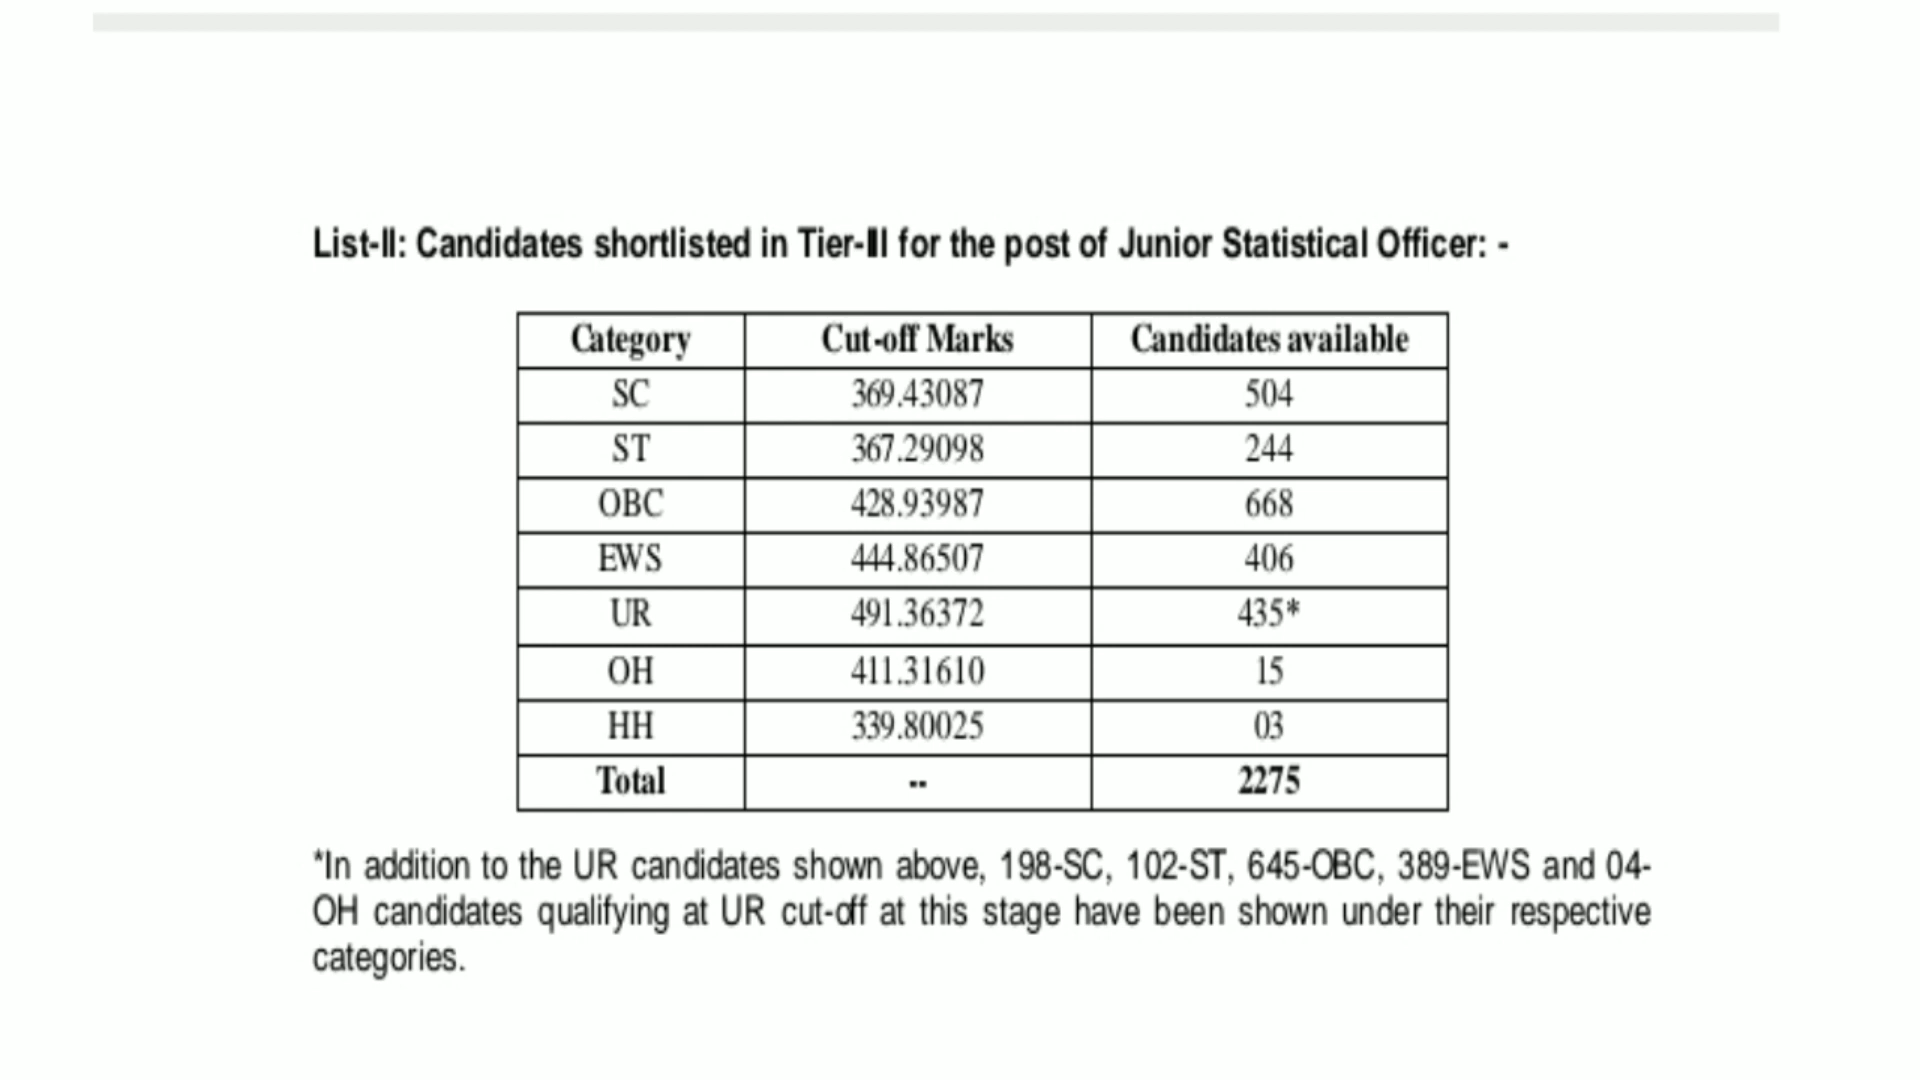 List-II: Candidates shortlisted in Tier-III for the post of Junior Statistical Officer: -
Category Cut-off Marks Candidates available
SC 369.43087 504
ST 367.29098 244
OBC 428.93987 668
EWS 444.86507 406
UR 491.36372 435*
OH 411.31610 15
HH 339.80025 03
Total -- 2275
*In addition to the UR candidates shown above, 198-SC, 102-ST, 645-OBC, 389-EWS and 04-
OH candidates qualifying at UR cut-off at this stage have been shown under their respective
categories.